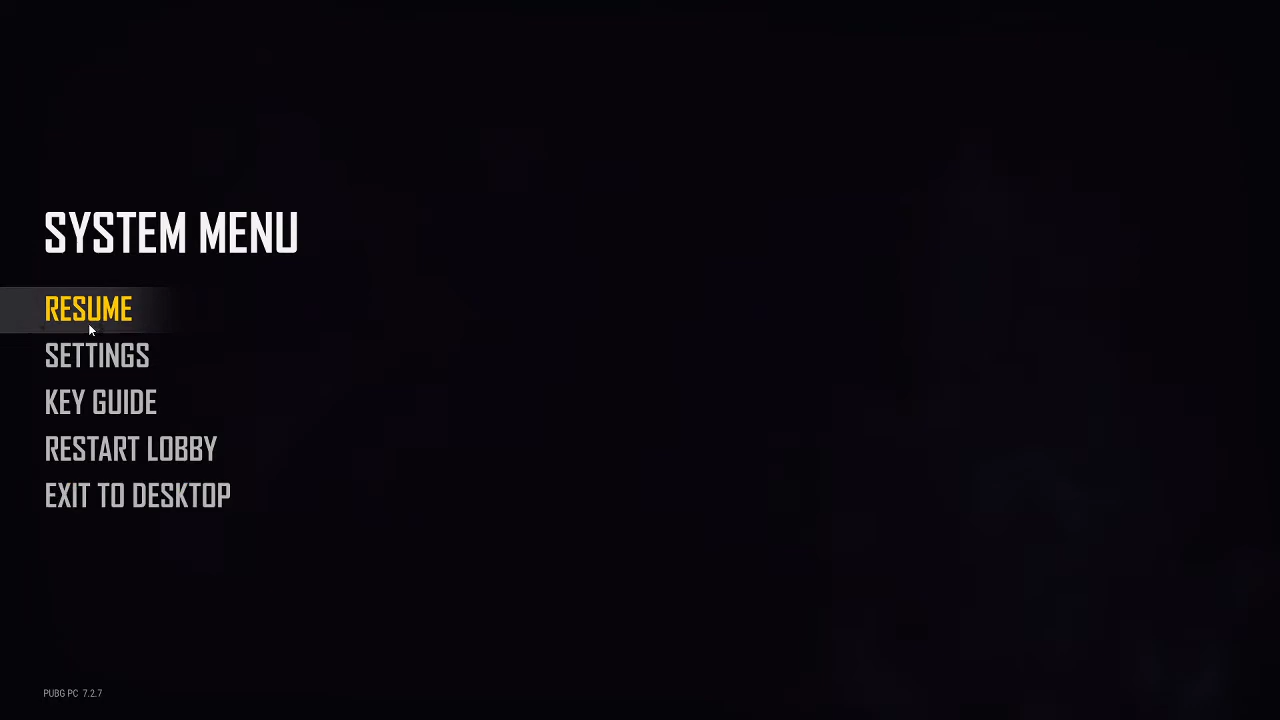 SYSTEM MENU
RESUME
SETTINGS
KEY GUIDE
RESTART LOBBY
EXIT TO DESKTOP
PUBG PC 7.2.7